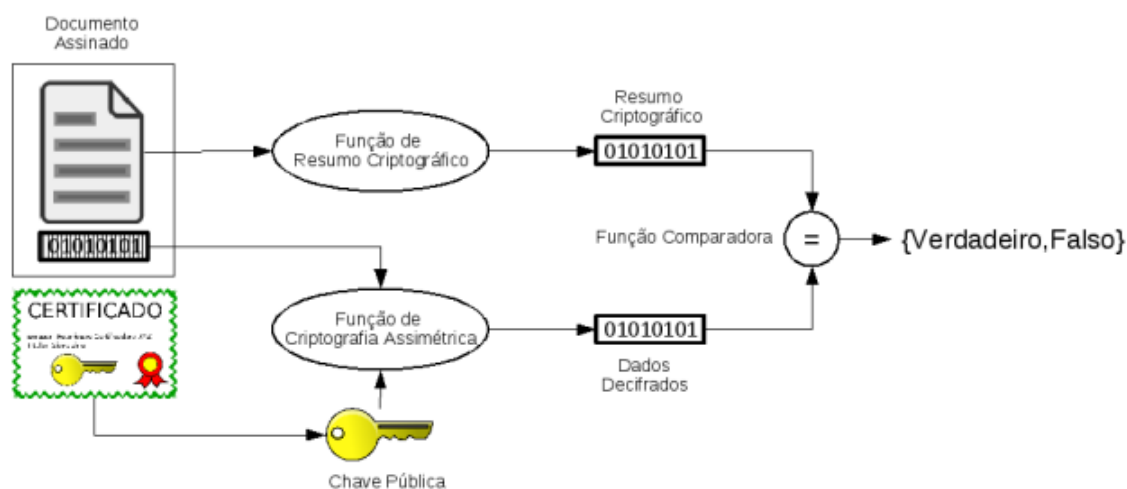 Documento
Assinado
Função de
Resumo Criptográfico
Resumo
Criptográfico
01010101
01010101
Função Comparadora
=
{Verdadeiro,Falso}
CERTIFICADO
Função de
Criptografia Assimétrica
01010101
Dados
Decifrados
Chave Pública